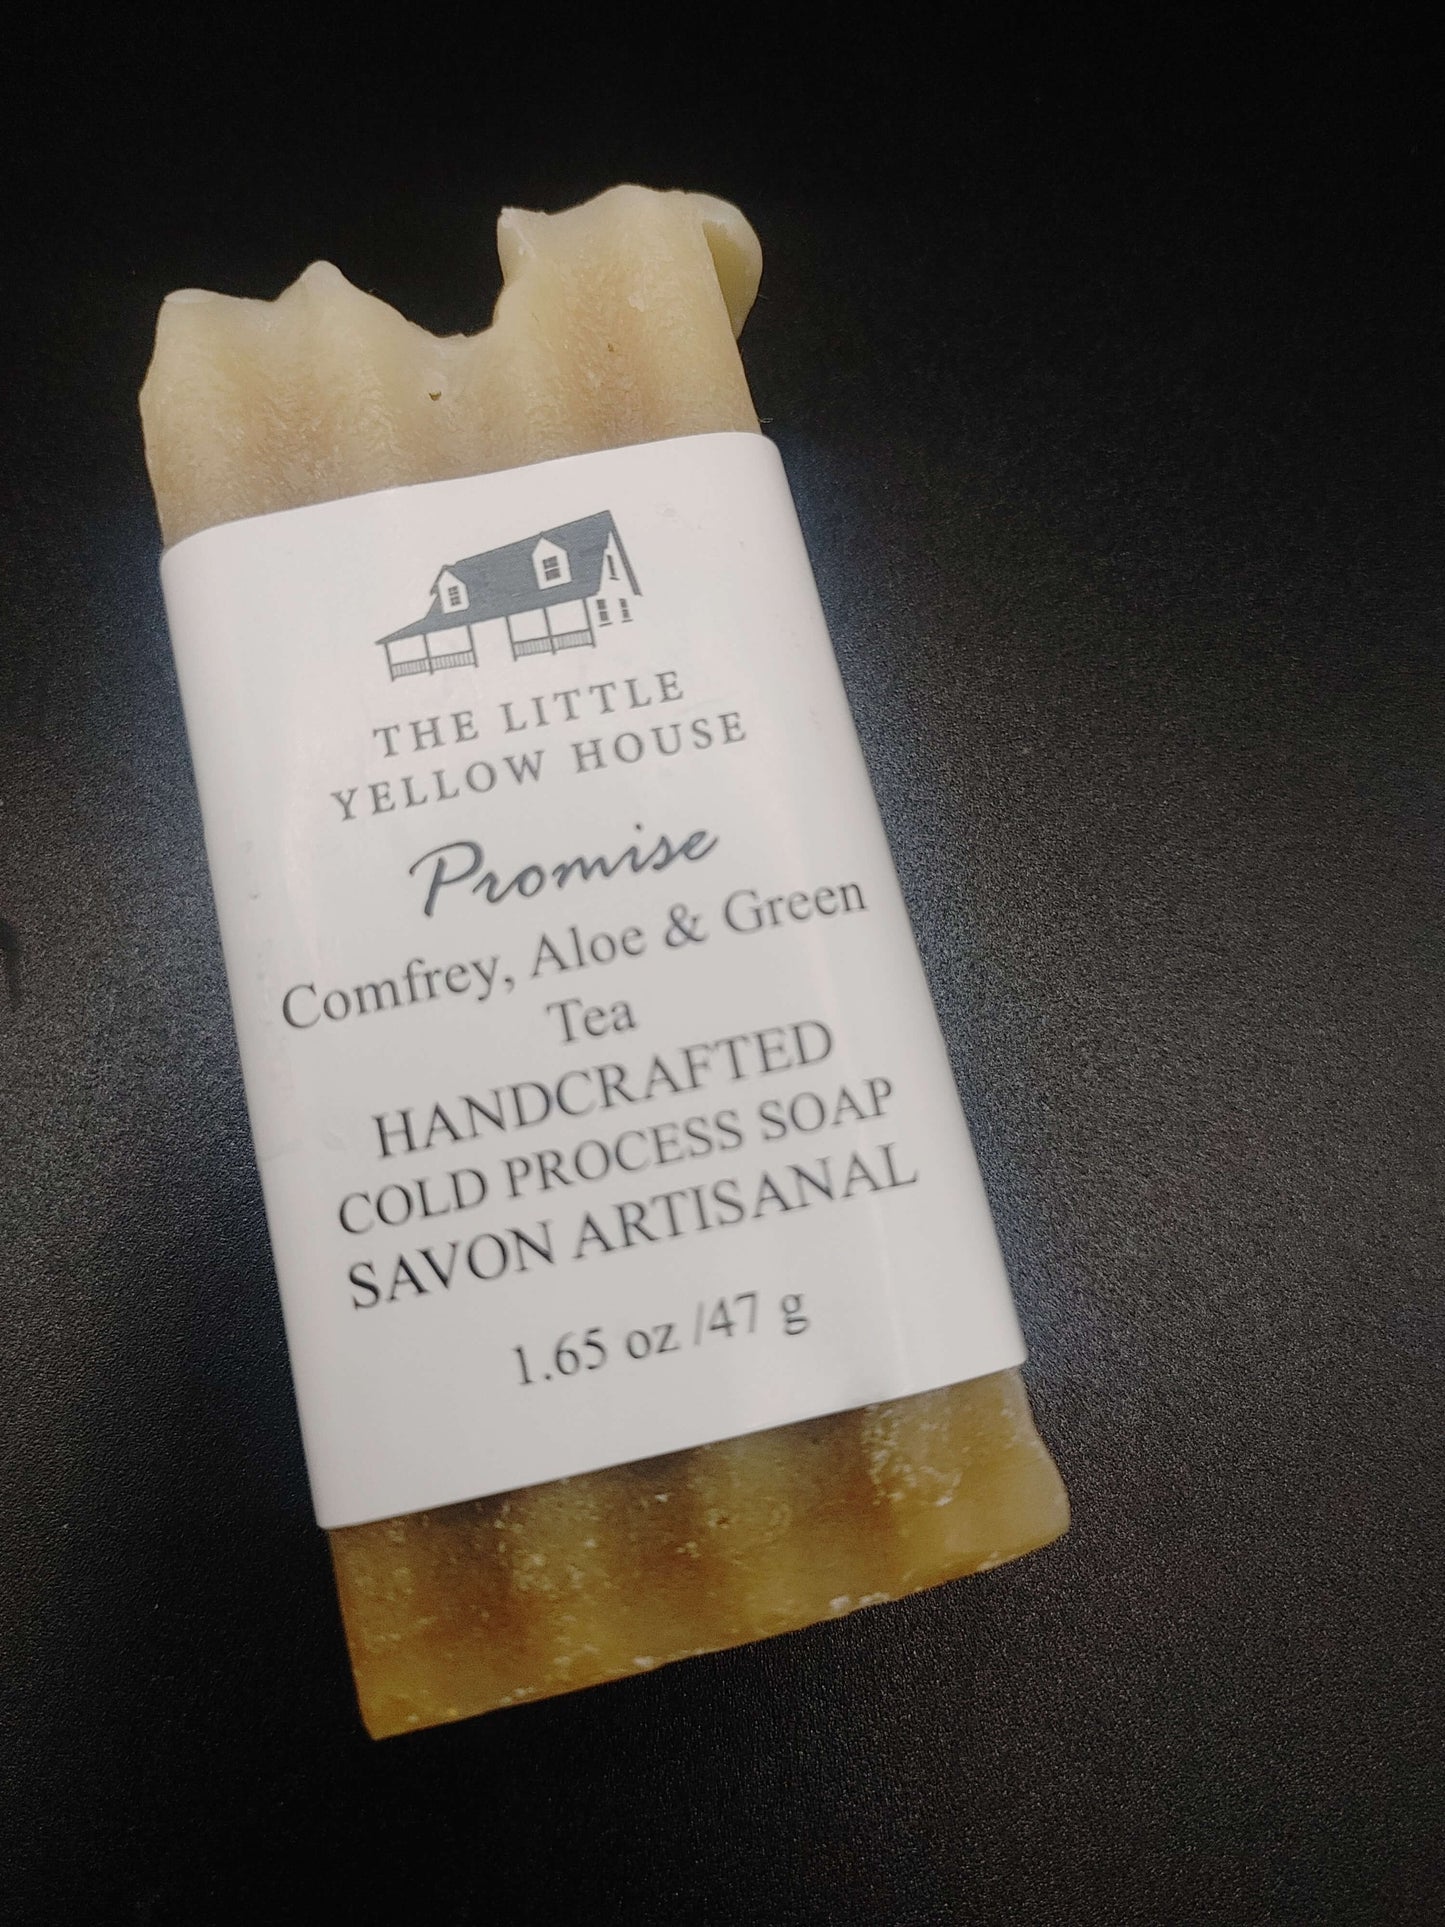 THE LITTLE
YELLOW HOUSE
Promise
Comfrey, Aloe & Green
Tea
HANDCRAFTED
COLD PROCESS SOAP
SAVON ARTISANAL
1.65 oz /47 g